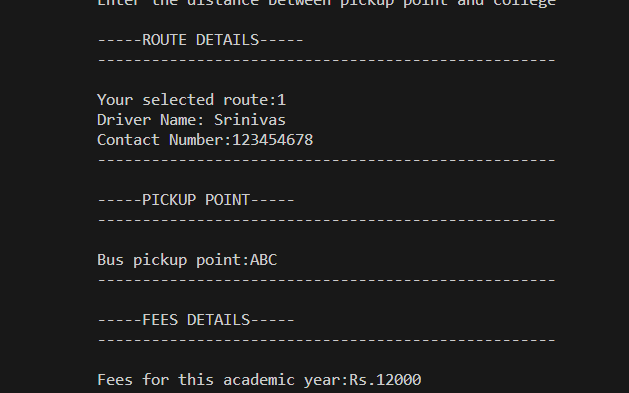 Enter the distance between pickup point and college
-----ROUTE DETAILS-----
---------------------------------------------------
Your selected route:1
Driver Name: Srinivas
Contact Number:123454678
---------------------------------------------------
-----PICKUP POINT-----
---------------------------------------------------
Bus pickup point:ABC
---------------------------------------------------
-----FEES DETAILS-----
---------------------------------------------------
Fees for this academic year:Rs.12000